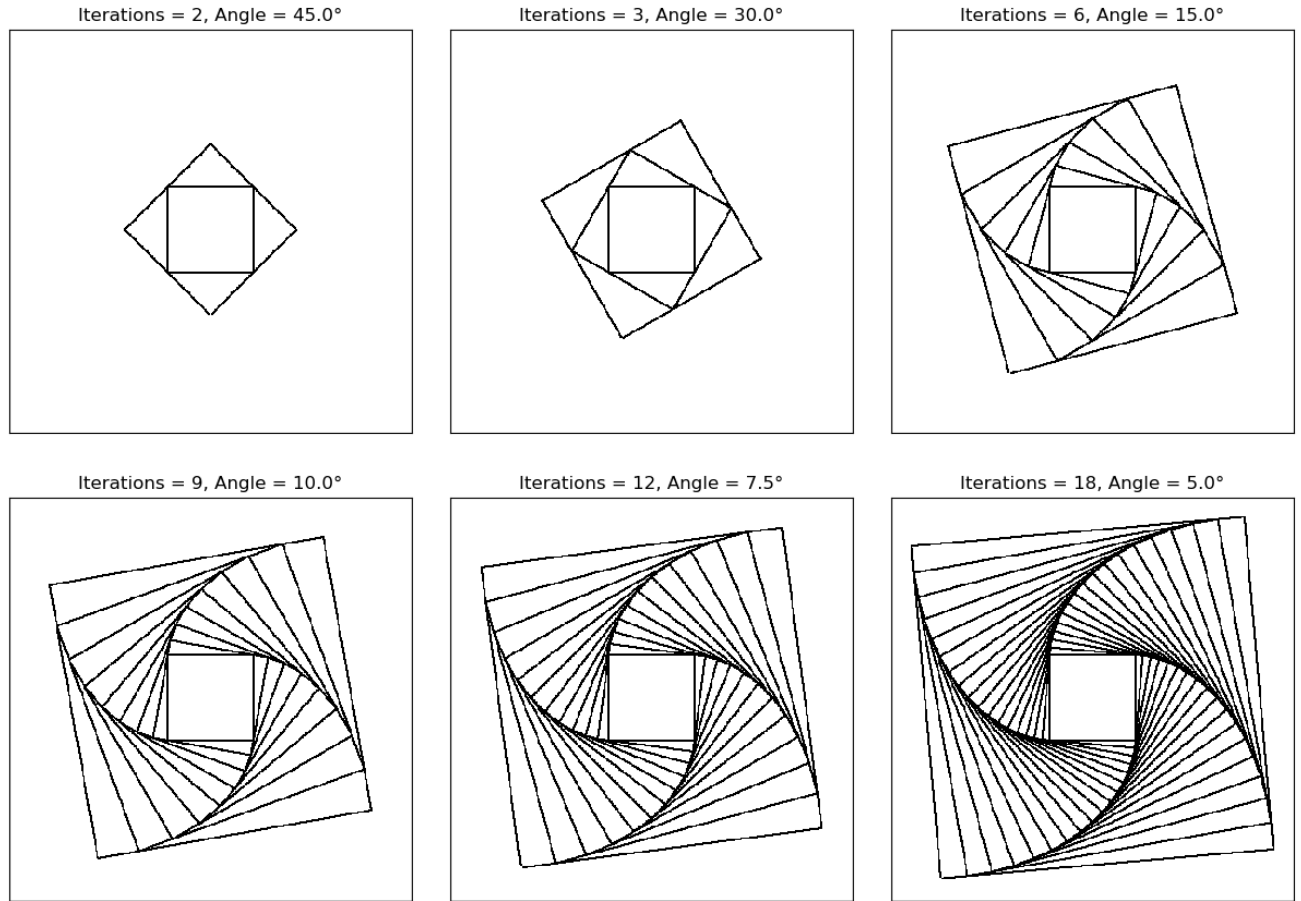 Iterations = 2, Angle = 45.0°
Iterations = 3, Angle = 30.0°
Iterations = 6, Angle = 15.0°
Iterations = 9, Angle = 10.0°
Iterations = 12, Angle = 7.5°
Iterations = 18, Angle = 5.0°